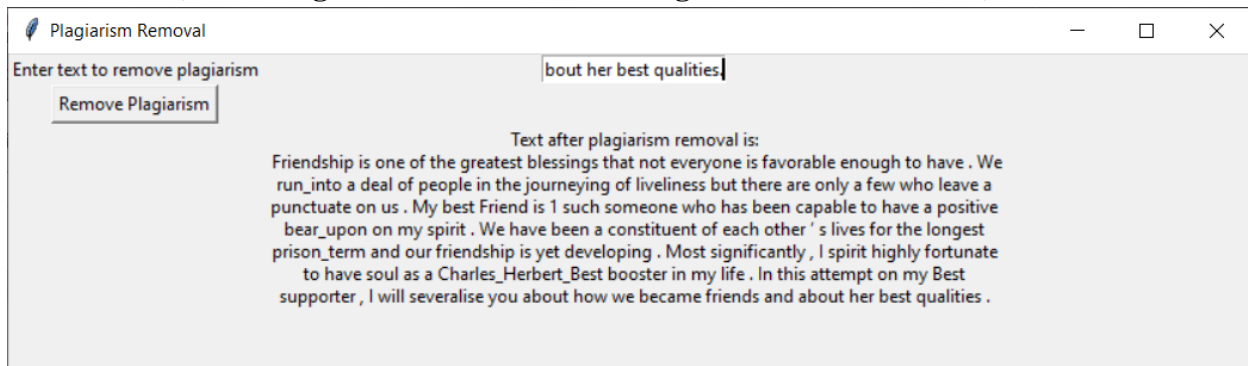 Plagiarism Removal
Enter text to remove plagiarism
bout her best qualities.
Remove Plagiarism
Text after plagiarism removal is:
Friendship is one of the greatest blessings that not everyone is favorable enough to have . We
run_into a deal of people in the journeying of liveliness but there are only a few who leave a
punctuate on us . My best Friend is 1 such someone who has been capable to have a positive
bear_upon on my spirit . We have been a constituent of each other ' s lives for the longest
prison_term and our friendship is yet developing . Most significantly , I spirit highly fortunate
to have soul as a Charles_Herbert_Best booster in my life . In this attempt on my Best
supporter , I will severalise you about how we became friends and about her best qualities .